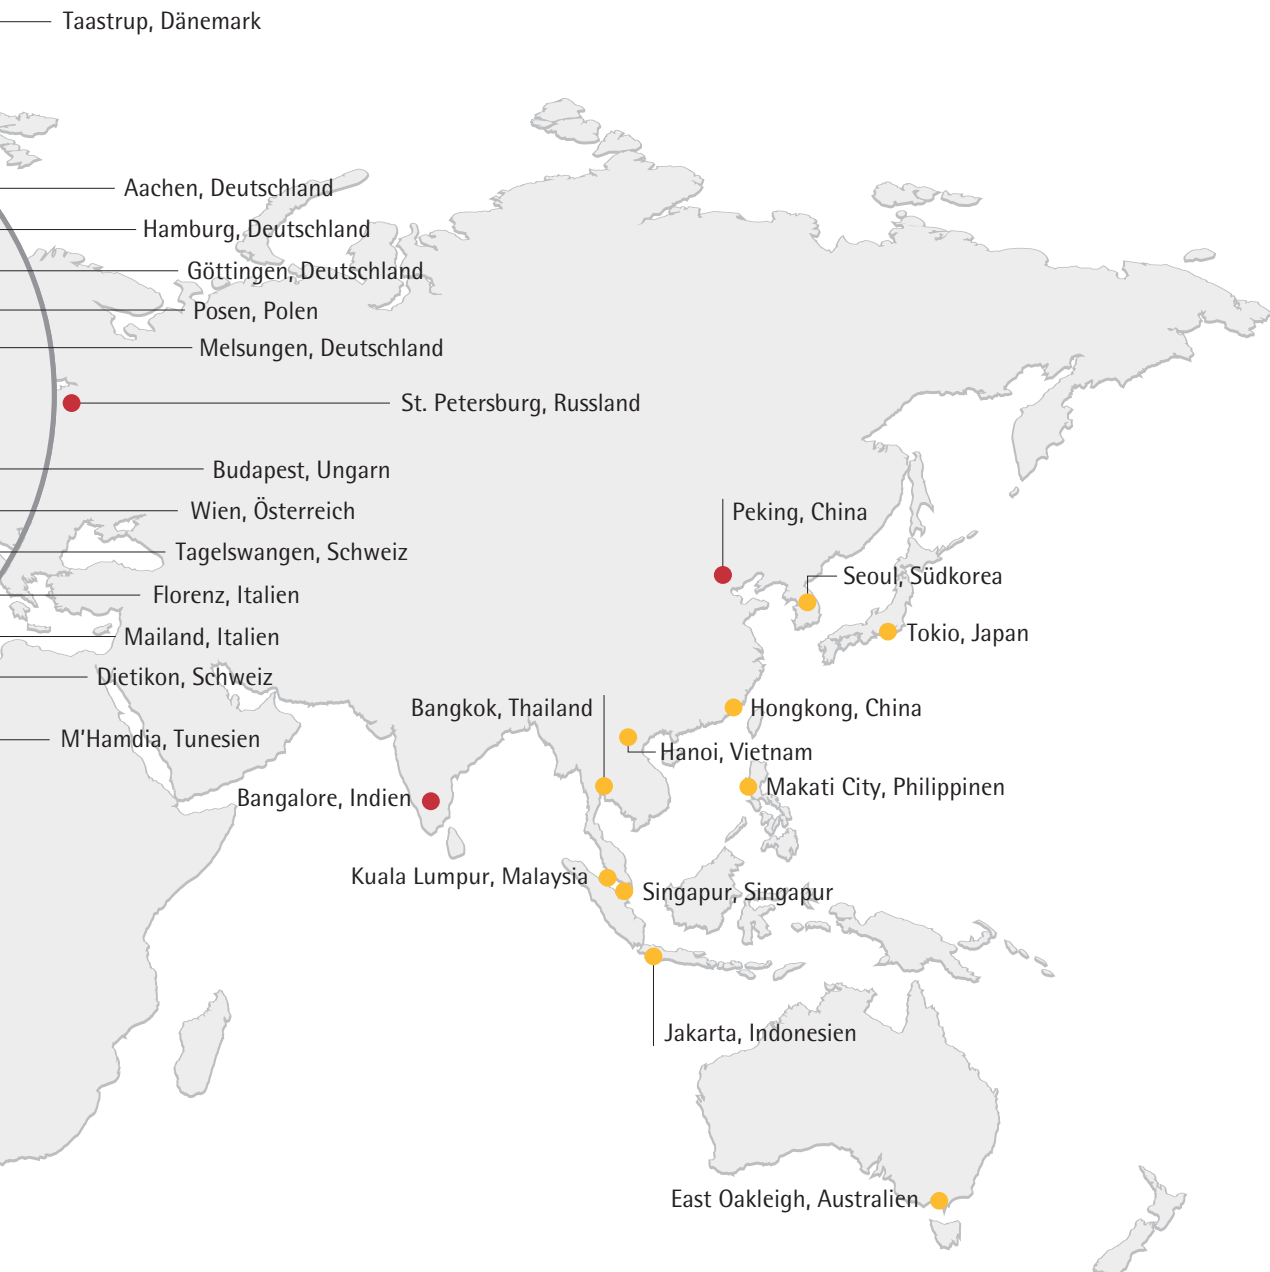 Taastrup, Dänemark
Aachen, Deutschland
Hamburg, Deutschland
Göttingen, Deutschland
Posen, Polen
Melsungen, Deutschland
St. Petersburg, Russland
Budapest, Ungarn
Wien, Österreich
Peking, China
Tagelswangen, Schweiz
Seoul, Südkorea
Florenz, Italien
Tokio, Japan
Mailand, Italien
Dietikon, Schweiz
Bangkok, Thailand
Hongkong, China
M'Hamdia, Tunesien
Hanoi, Vietnam
Makati City, Philippinen
Bangalore, Indien
Kuala Lumpur, Malaysia
Singapur, Singapur
Jakarta, Indonesien
East Oakleigh, Australien